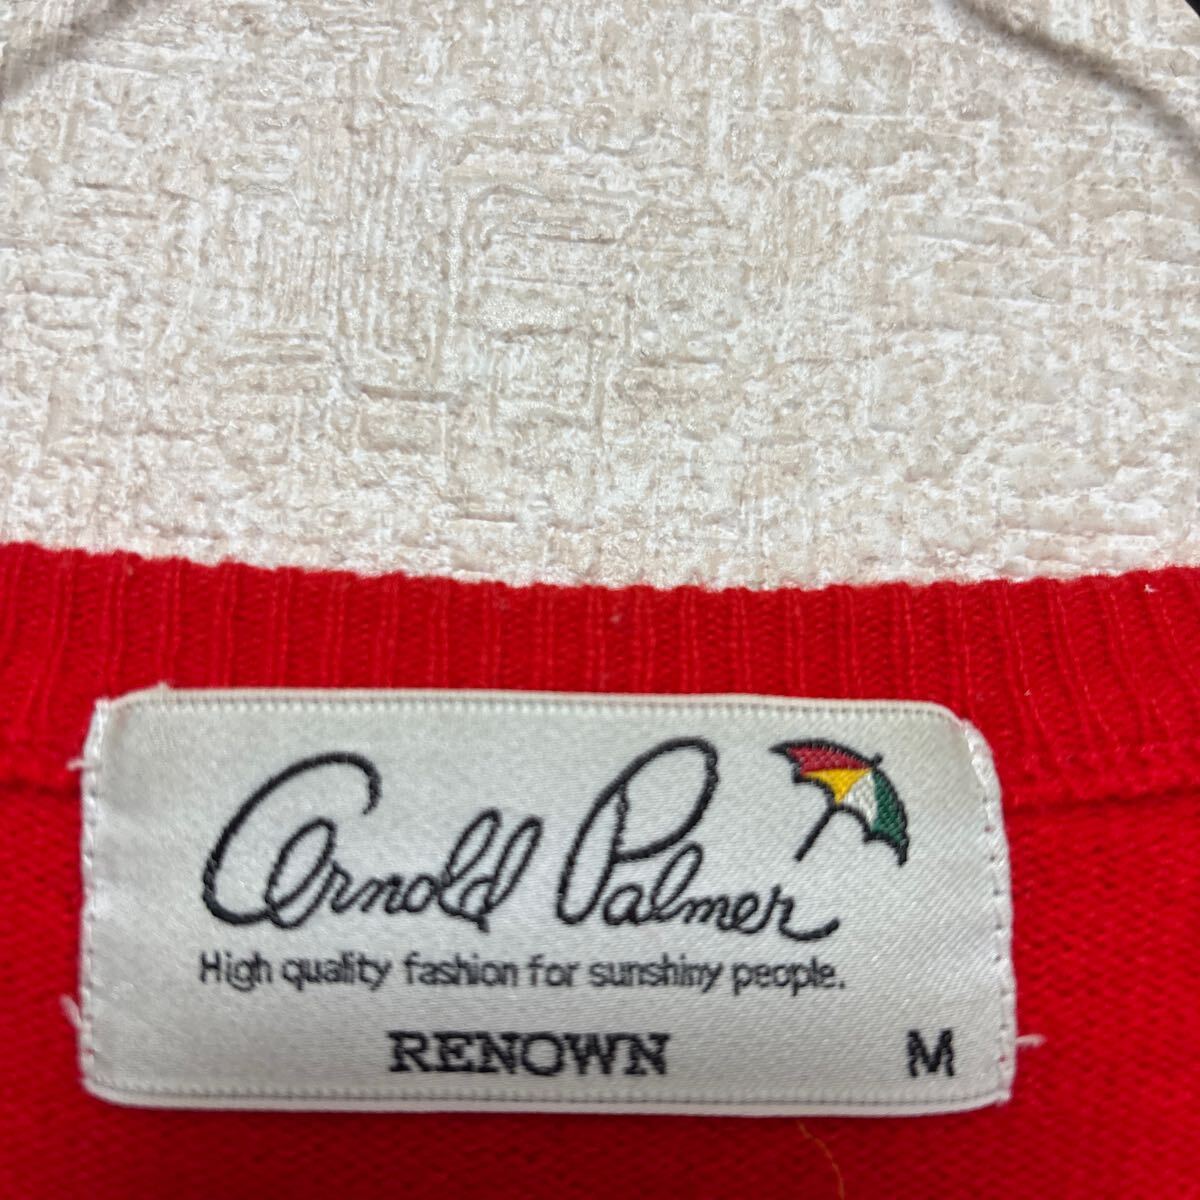 Arnold Palmer
High quality fashion for sunshiny people.
RENOWN M